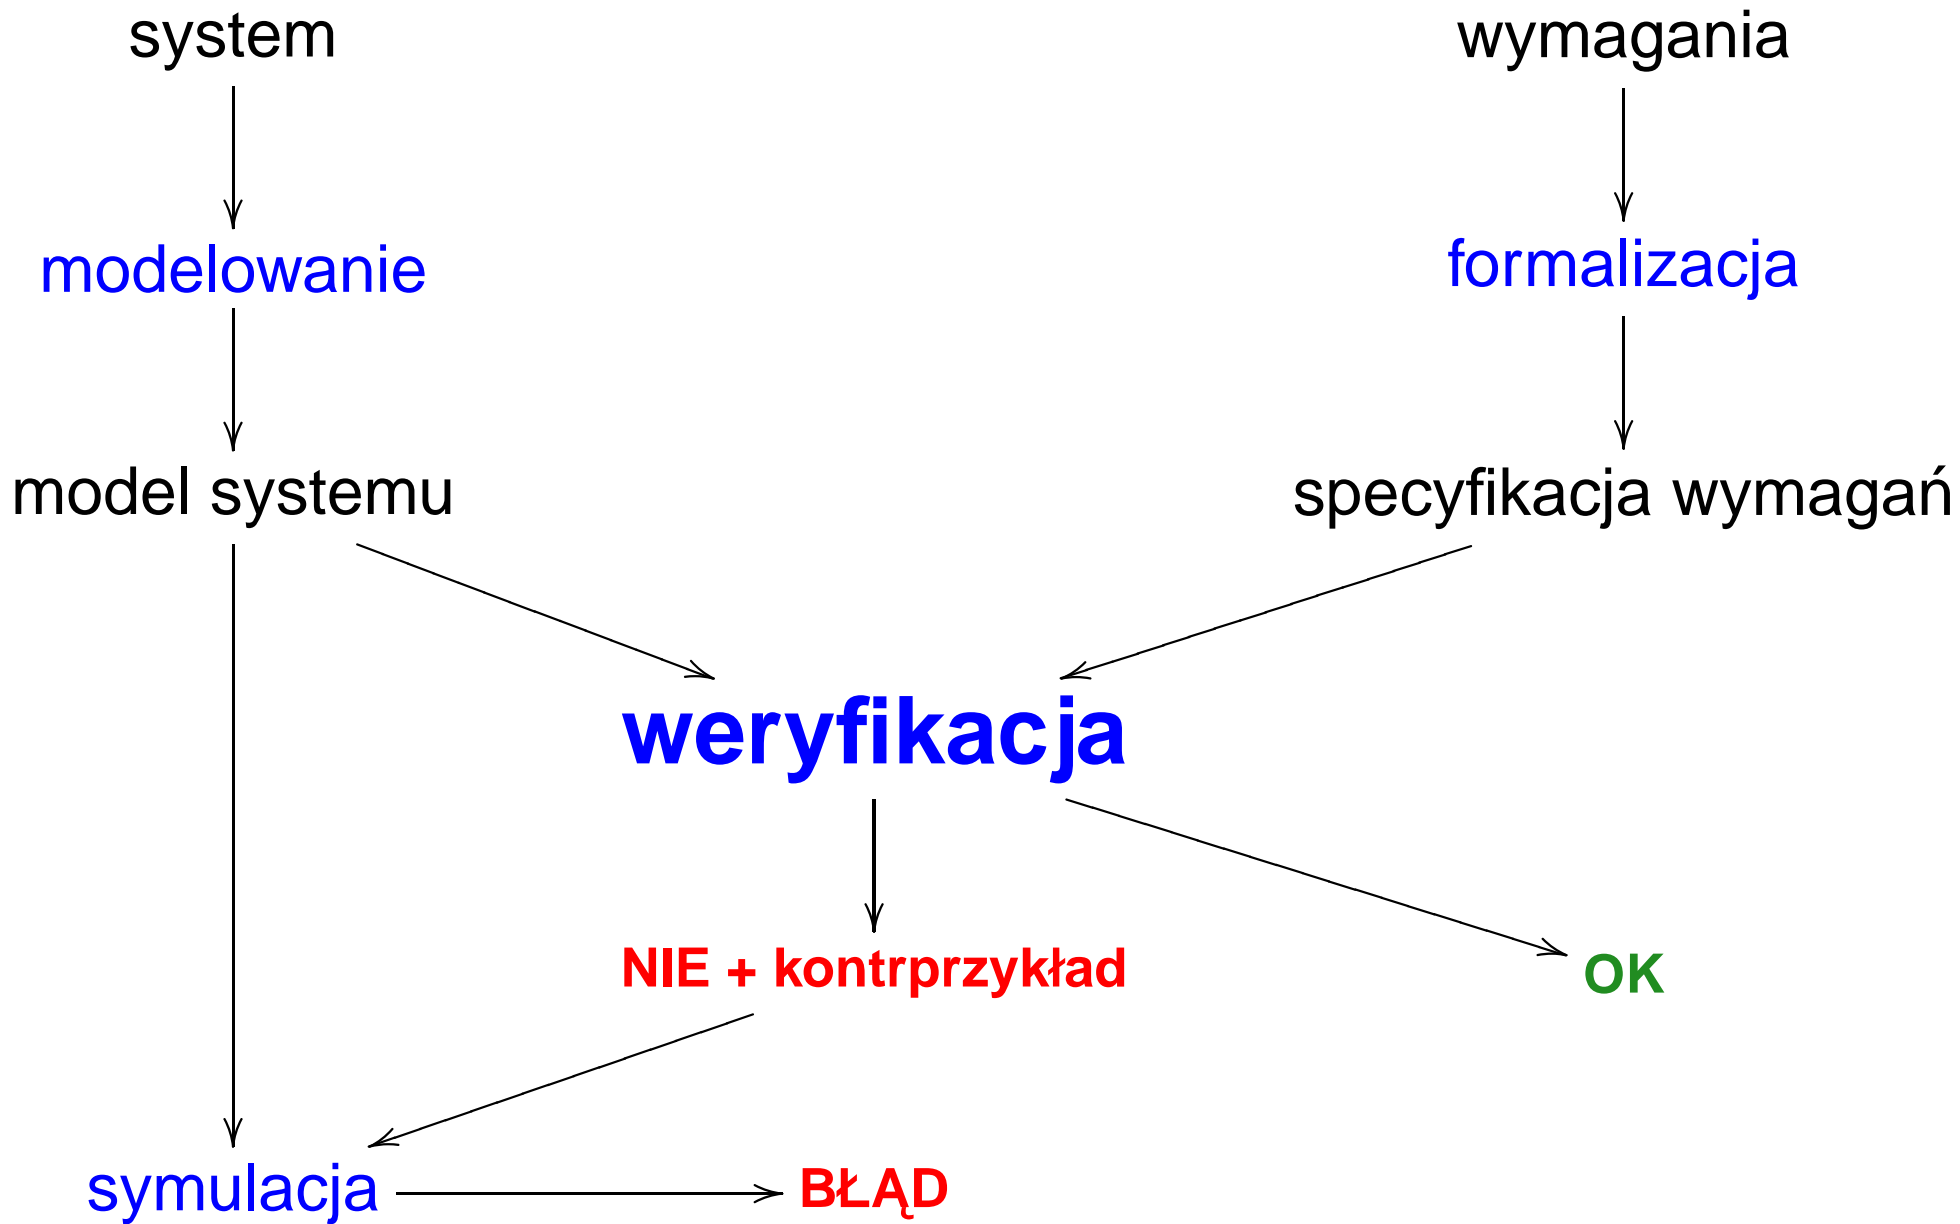 system
wymagania
modelowanie
formalizacja
model systemu
specyfikacja wymagań
weryfikacja
NIE + kontrprzykład
OK
symulacja
BŁĄD